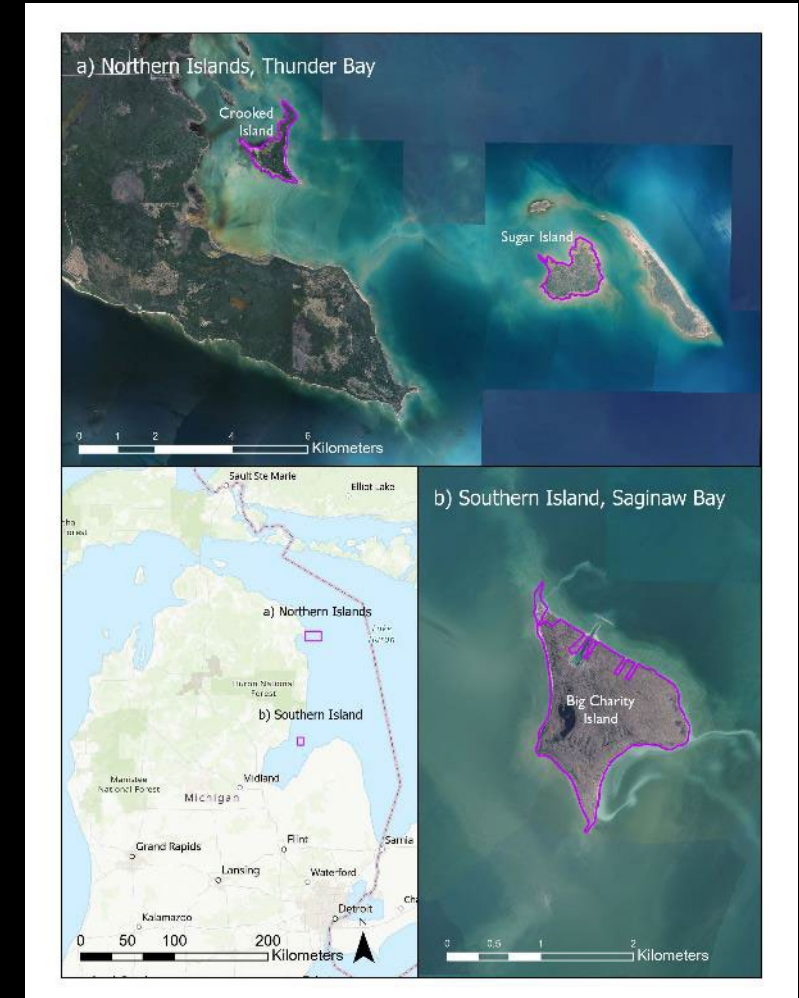 a) Northern Islands, Thunder Bay
Crooked
Island
Sugar Island
0 1 2 4 6
Kilometers
Sault Ste Marie
Elliot Lake
a) Northern Islands
Huron National
Forest
b) Southern Island
Midland
Manistee
National Forest
Michigan
Grand Rapids
Flint
Sarnia
Lansing
Waterford
Detroit
Kalamazoo
N
0 50 100 200
Kilometers
b) Southern Island, Saginaw Bay
Big Charity
Island
0 0.5 1 2
Kilometers